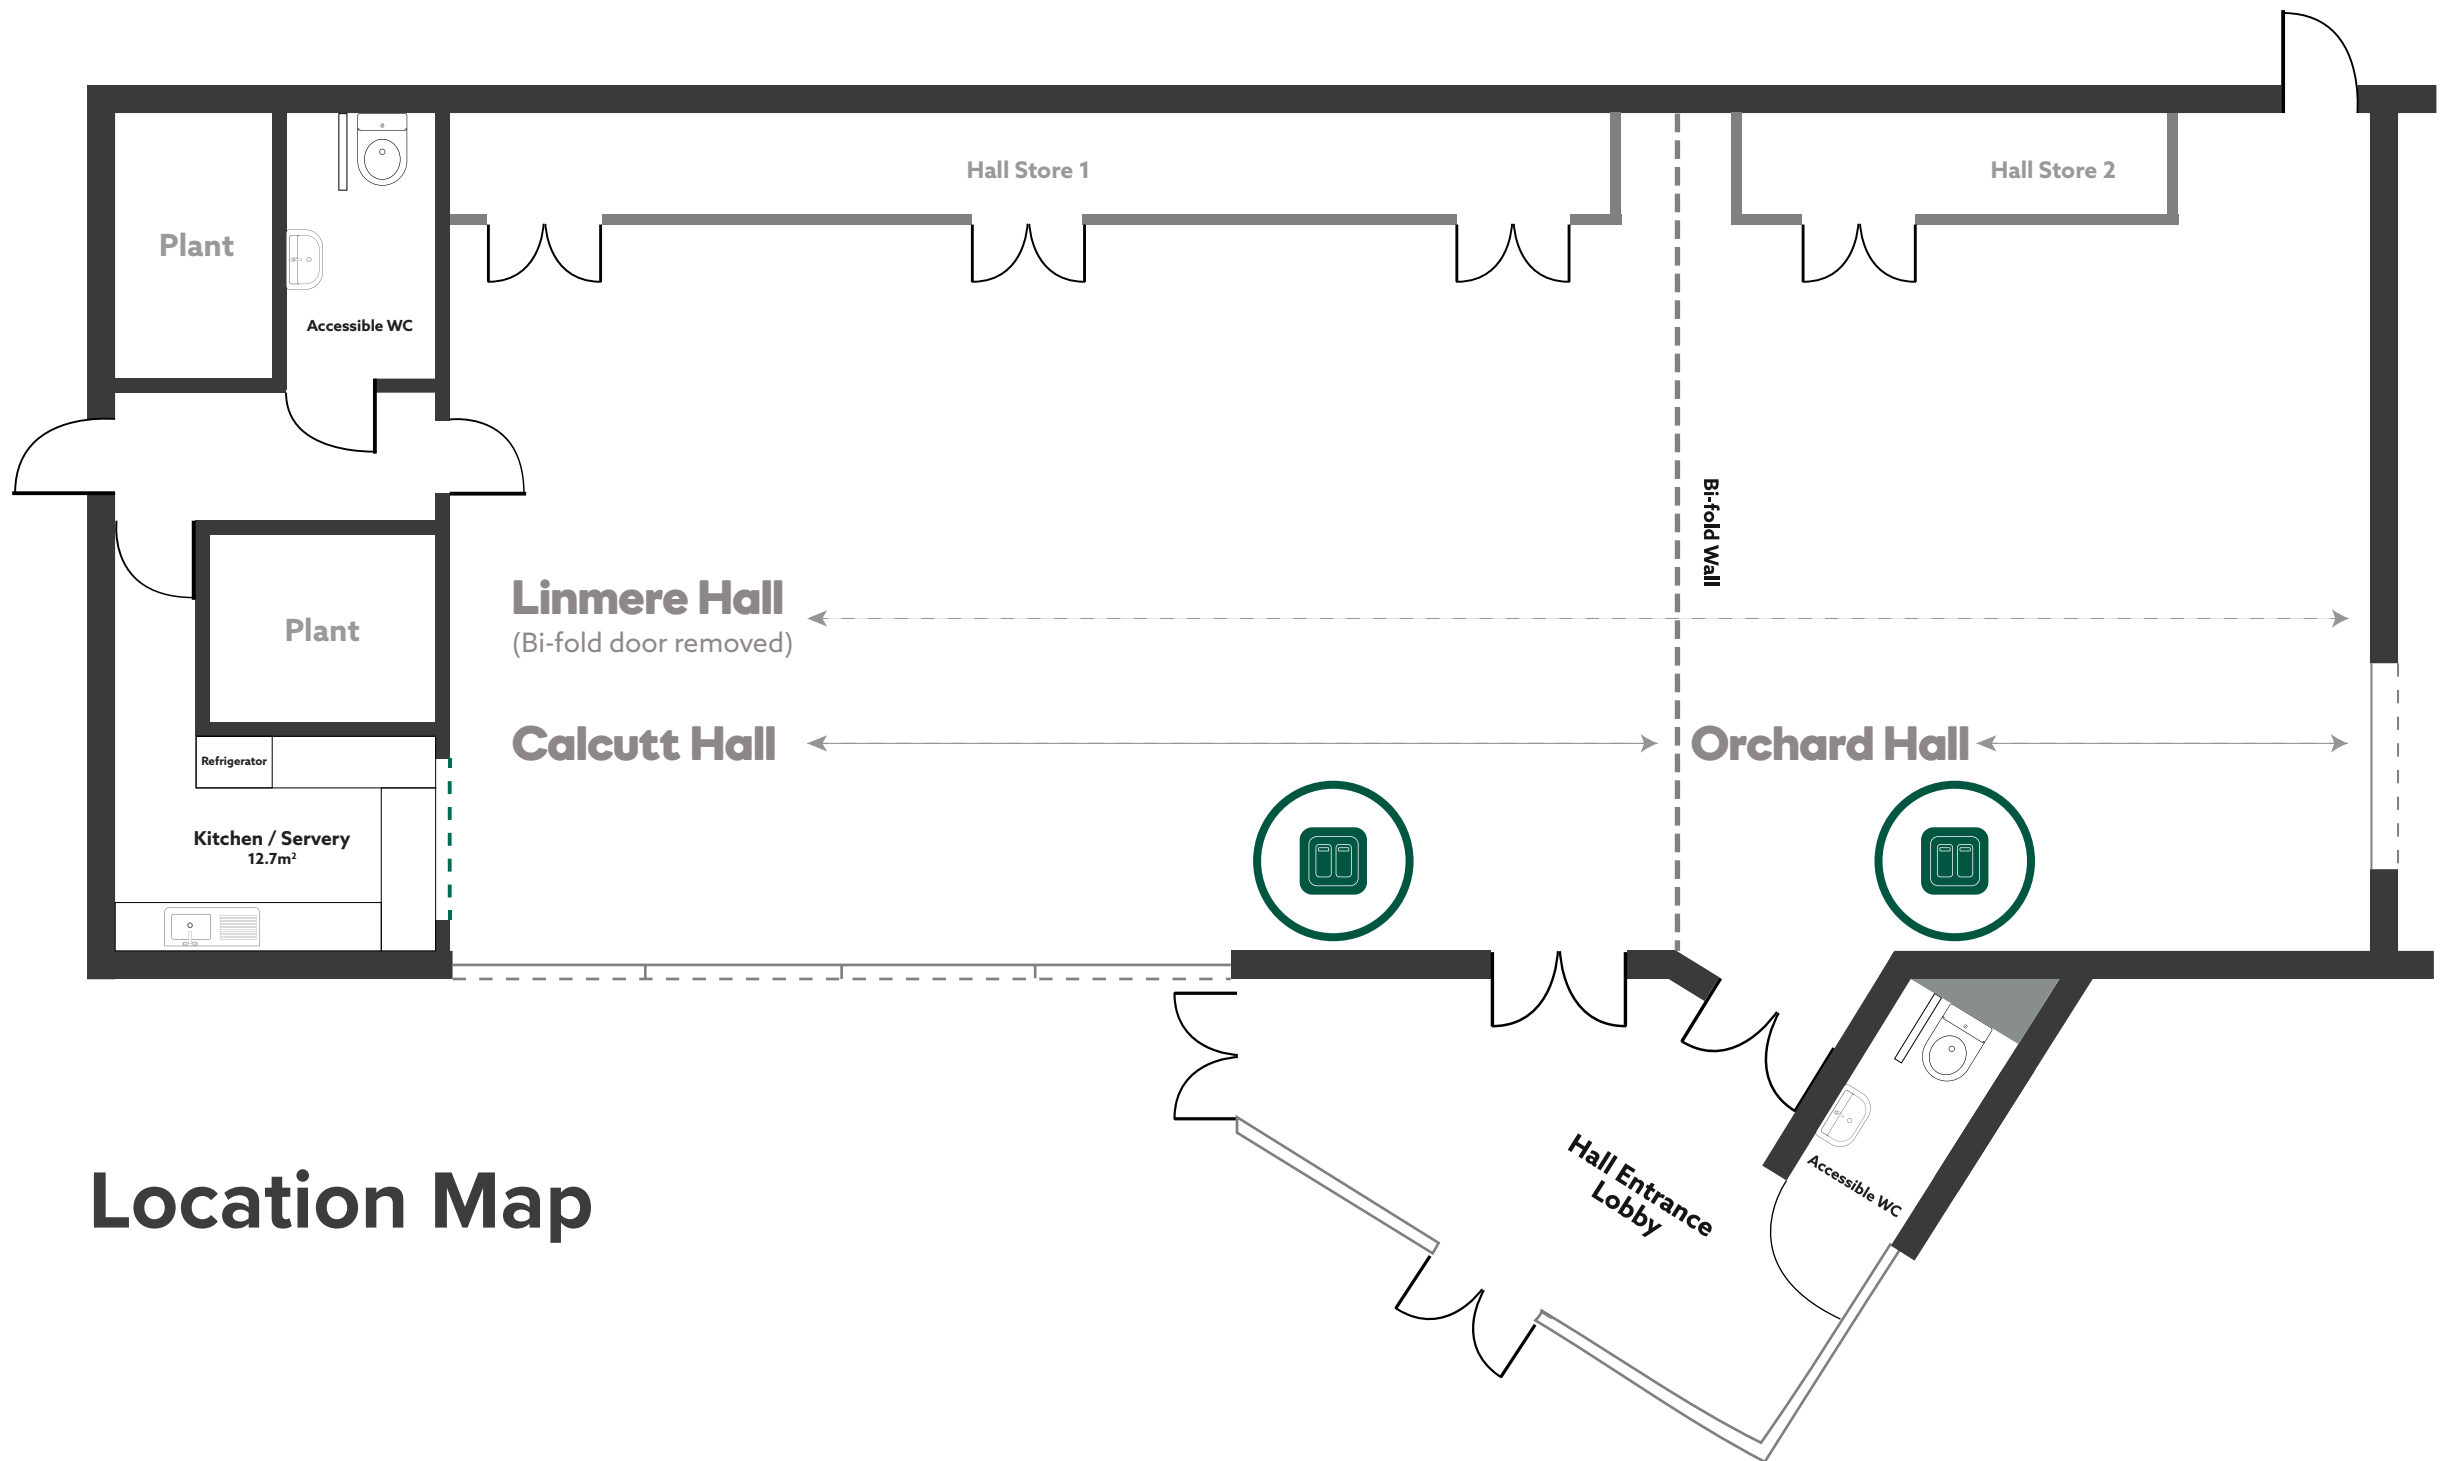 Hall Store 1
Hall Store 2
Plant
Accessible WC
Bi-fold Wall
Linmere Hall
(Bi-fold door removed)
Plant
Calcutt Hall
Orchard Hall
Refrigerator
Kitchen / Servery
12.7m²
Hall Entrance
Lobby
Accessible WC
Location Map